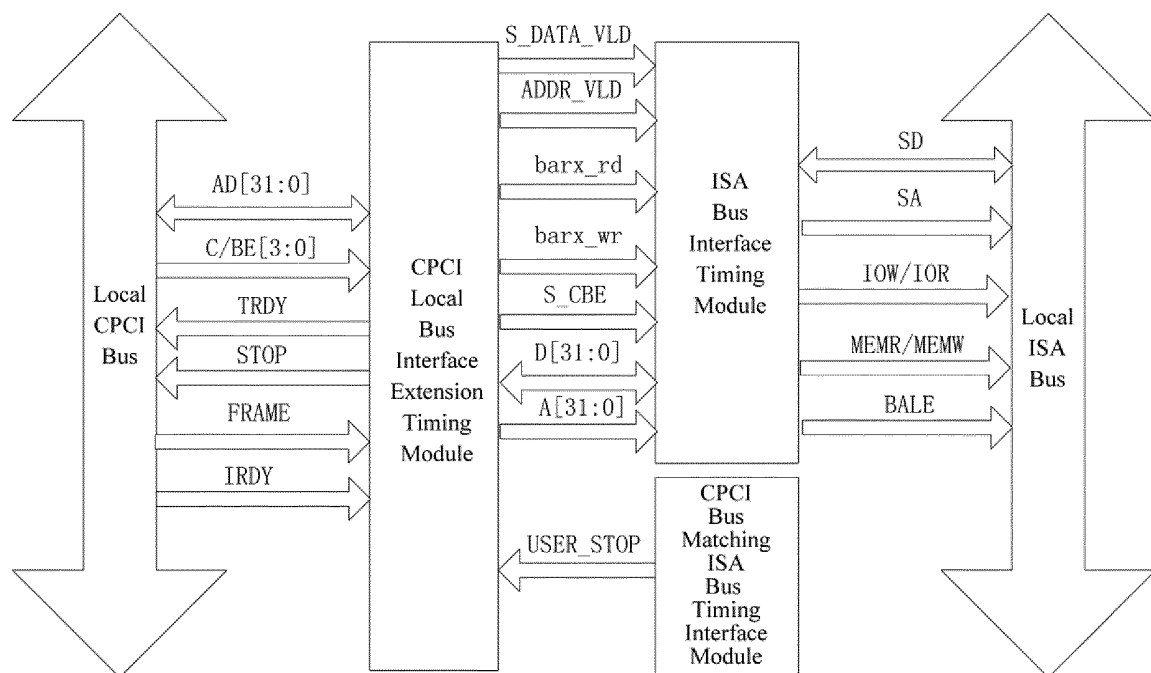 Local
CPCI
Bus
AD[31:0]
C/BE[3:0]
TRDY
STOP
FRAME
IRDY
CPCI
Local
Bus
Interface
Extension
Timing
Module
S_DATA_VLD
ADDR_VLD
barx_rd
barx_wr
S_CBE
D[31:0]
A[31:0]
USER_STOP
ISA
Bus
Interface
Timing
Module
CPCI
Bus
Matching
ISA
Bus
Timing
Interface
Module
SD
SA
IOW/IOR
MEMR/MEMW
BALE
Local
ISA
Bus